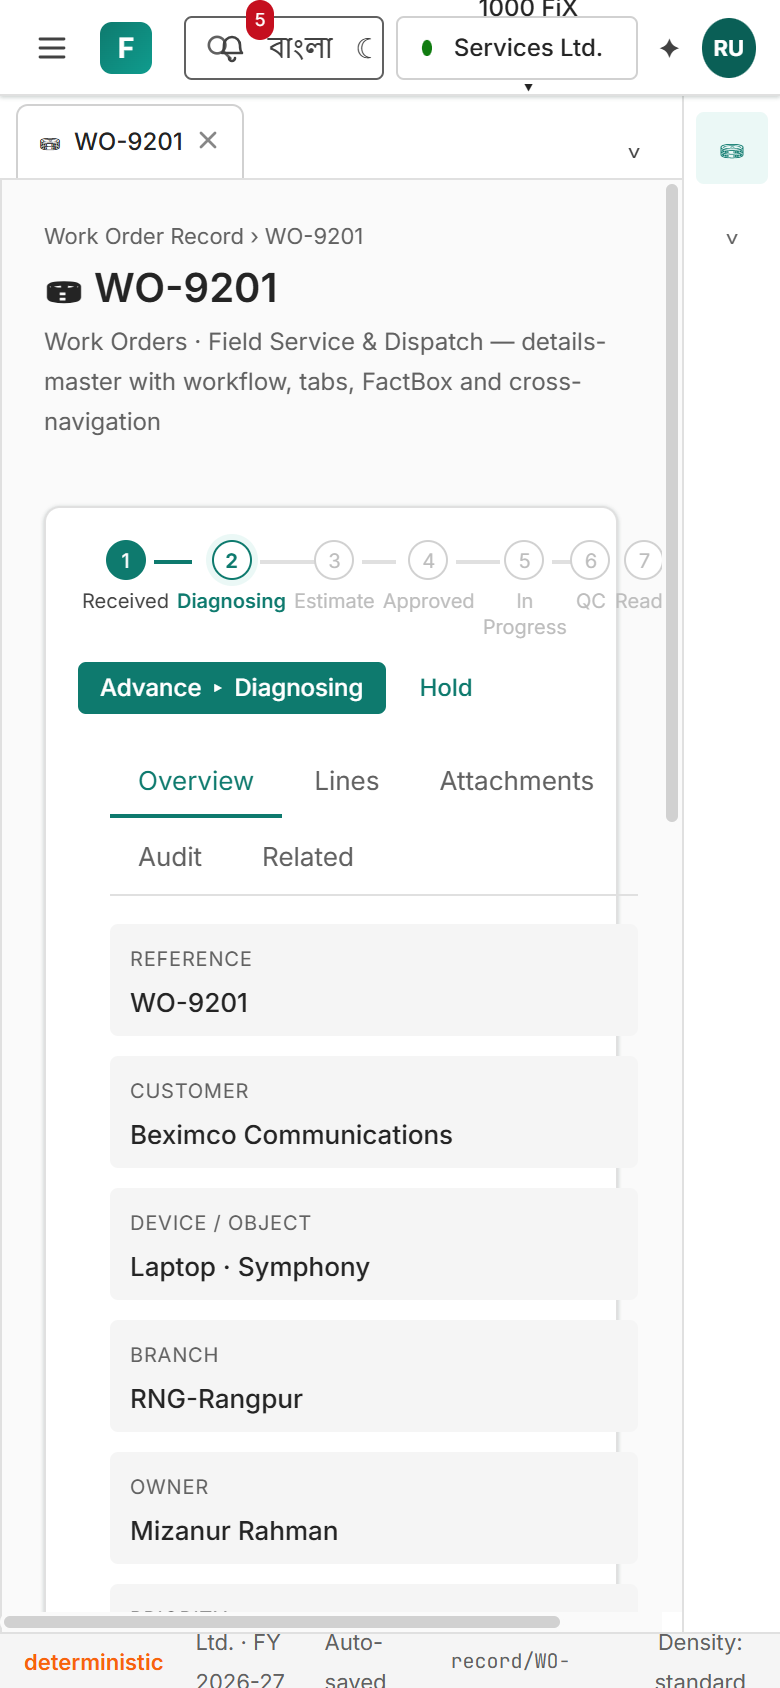 1000 FiX
F
5
বাংলা
Services Ltd.
RU
WO-9201
Work Order Record › WO-9201
WO-9201
Work Orders · Field Service & Dispatch — details-
master with workflow, tabs, FactBox and cross-
navigation
1 2 3 4 5 6 7
Received Diagnosing Estimate Approved In Progress QC Read
Advance ‣ Diagnosing
Hold
Overview Lines Attachments
Audit Related
REFERENCE
WO-9201
CUSTOMER
Beximco Communications
DEVICE / OBJECT
Laptop · Symphony
BRANCH
RNG-Rangpur
OWNER
Mizanur Rahman
deterministic
Ltd. · FY
2026-27
Auto-
saved
record/WO-
Density:
standard